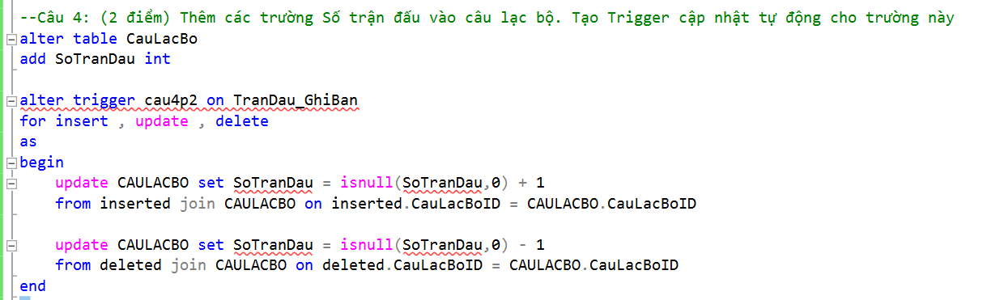 --Câu 4: (2 điểm) Thêm các trường Số trận đấu vào câu lạc bộ. Tạo Trigger cập nhật tự động cho trường này
alter table CauLacBo
add SoTranDau int
alter trigger cau4p2 on TranDau_GhiBan
for insert , update , delete
as
begin
update CAULACBO set SoTranDau = isnull(SoTranDau,0) + 1
from inserted join CAULACBO on inserted.CauLacBoID = CAULACBO.CauLacBoID
update CAULACBO set SoTranDau = isnull(SoTranDau,0) - 1
from deleted join CAULACBO on deleted.CauLacBoID = CAULACBO.CauLacBoID
end